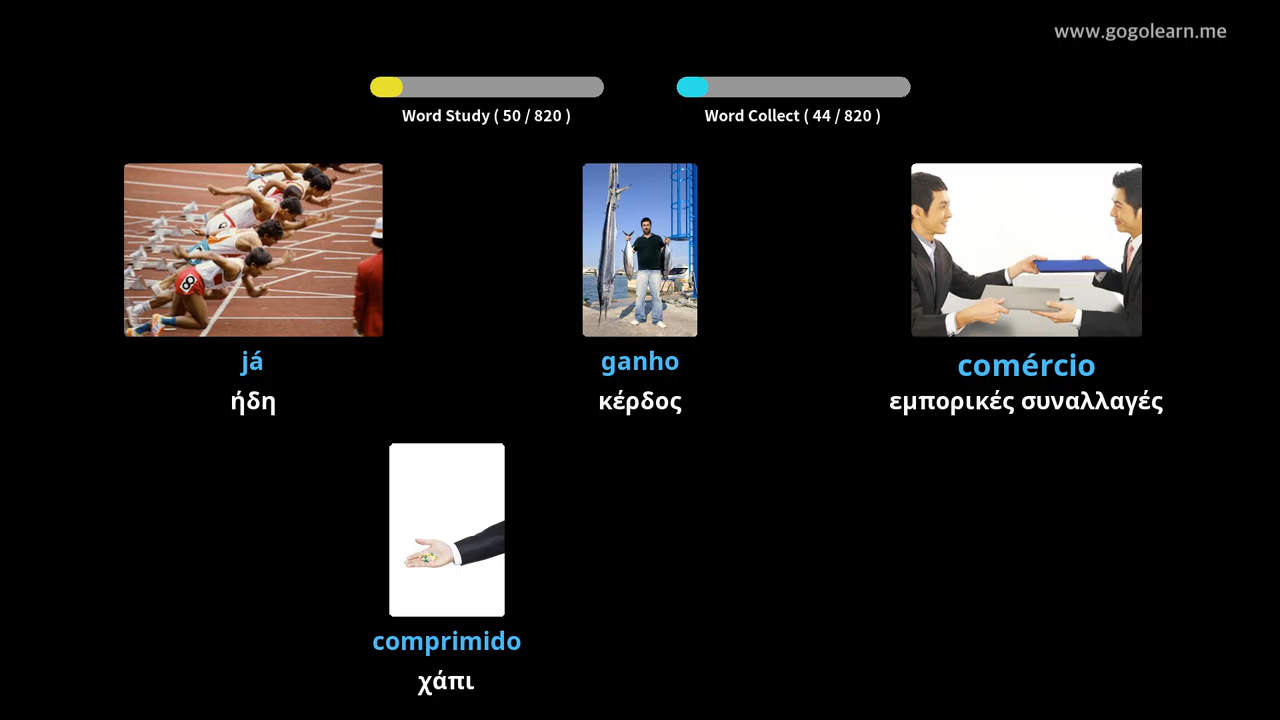 www.gogolearn.me
Word Study ( 50 / 820 )
Word Collect ( 44 / 820 )
já
ήδη
ganho
κέρδος
comércio
εμπορικές συναλλαγές
8
comprimido
χάπι